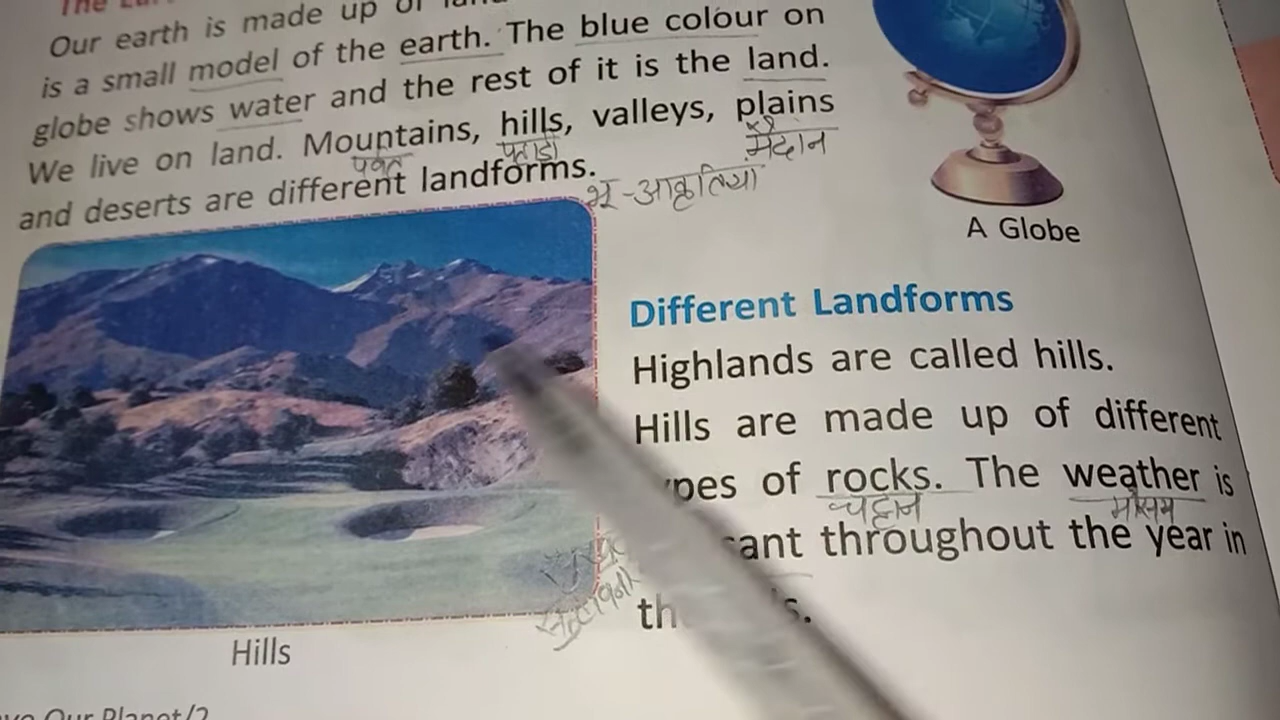 The
Our earth is made up of
is a small model of the earth. The blue colour on
globe shows water and the rest of it is the land.
We live on land. Mountains, hills, valleys, plains
पर्वत पहाड़ी मैदान
and deserts are different landforms.
भू-आकृतियां
A Globe
Different Landforms
Highlands are called hills.
Hills are made up of different
pes of rocks. The weather is
चट्टान मौसम
sant throughout the year in
th s.
Hills
Our Planet/2